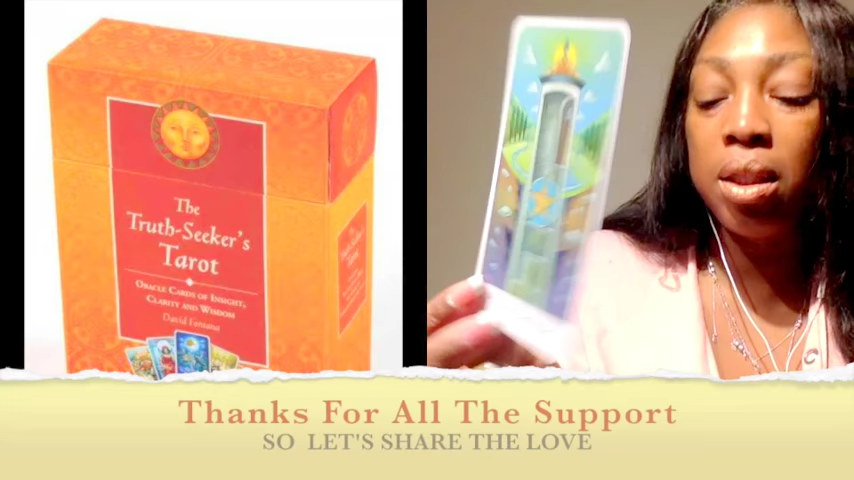 The
Truth-Seeker's
Tarot
ORACLE CARDS OF INSIGHT,
CLARITY AND WISDOM
David Fontana
Thanks For All The Support
SO LET'S SHARE THE LOVE